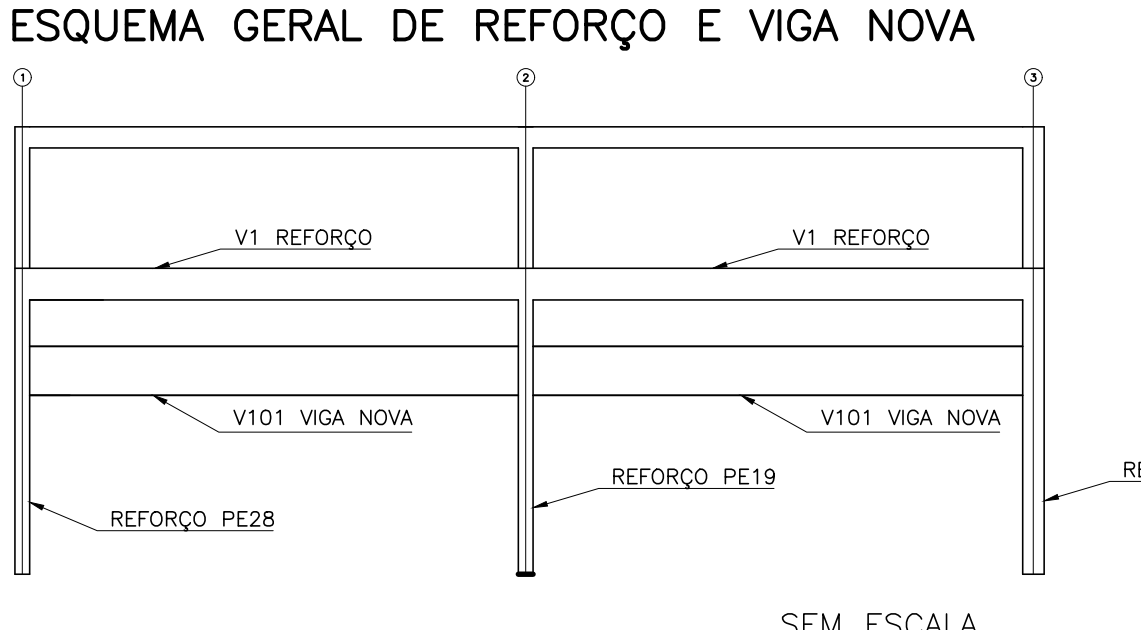 ESQUEMA GERAL DE REFORÇO E VIGA NOVA
1 2 3
V1 REFORÇO V1 REFORÇO
V101 VIGA NOVA V101 VIGA NOVA
REFORÇO PE19
REFORÇO PE28
SEM ESCALA